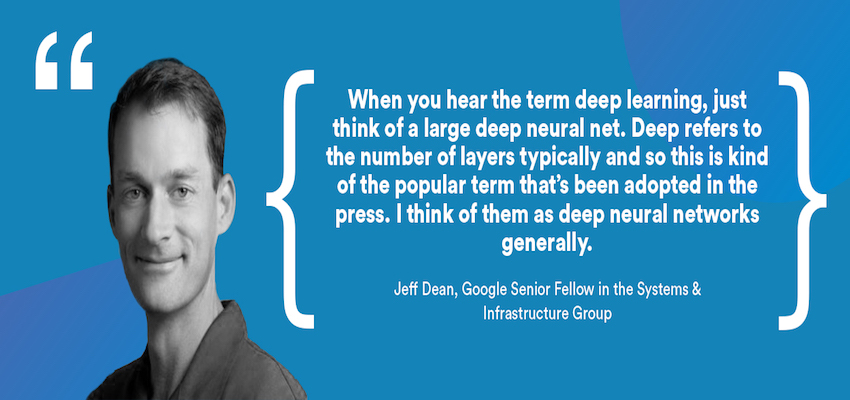 When you hear the term deep learning, just
think of a large deep neural net. Deep refers to
the number of layers typically and so this is kind
of the popular term that's been adopted in the
press. I think of them as deep neural networks
generally.
Jeff Dean, Google Senior Fellow in the Systems &
Infrastructure Group